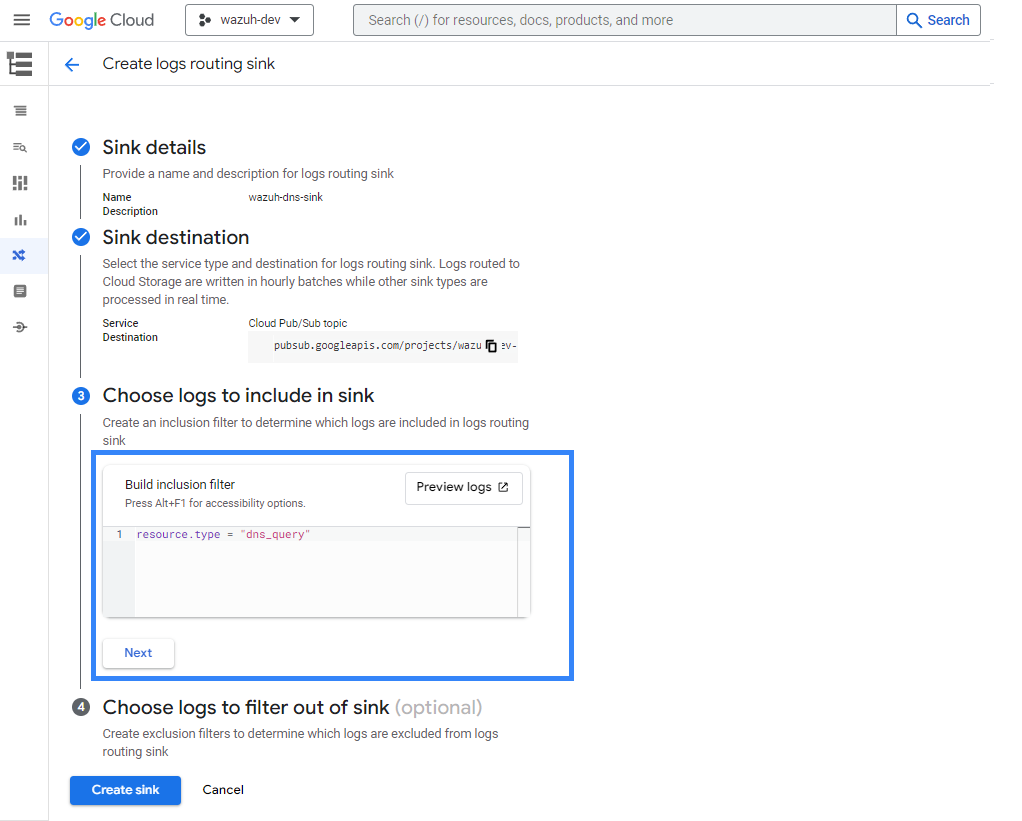 Google Cloud
wazuh-dev
Search (/) for resources, docs, products, and more
Search
Create logs routing sink
Sink details
Provide a name and description for logs routing sink
Name wazuh-dns-sink
Description
Sink destination
Select the service type and destination for logs routing sink. Logs routed to
Cloud Storage are written in hourly batches while other sink types are
processed in real time.
Service Cloud Pub/Sub topic
Destination
pubsub.googleapis.com/projects/wazu ev-
3 Choose logs to include in sink
Create an inclusion filter to determine which logs are included in logs routing
sink
Build inclusion filter
Preview logs
Press Alt+F1 for accessibility options.
1 resource.type = "dns_query"
Next
4 Choose logs to filter out of sink (optional)
Create exclusion filters to determine which logs are excluded from logs
routing sink
Create sink
Cancel